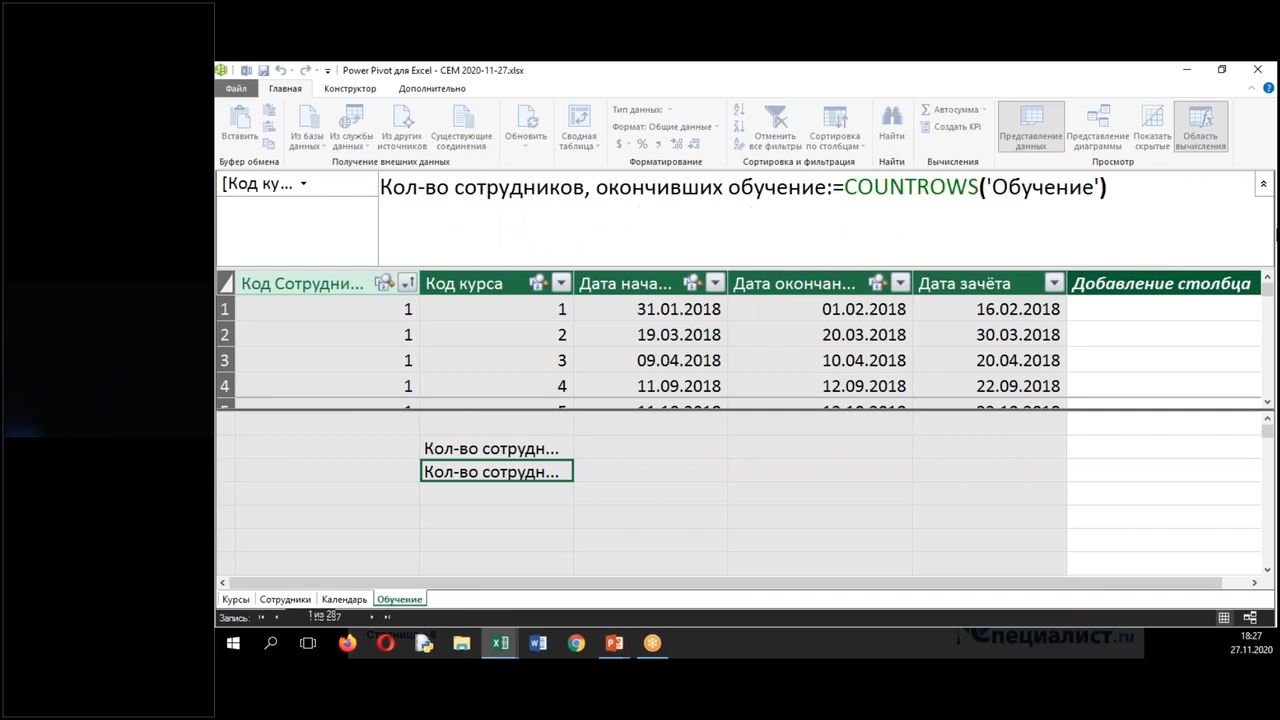 Power Pivot для Excel - СЕМ 2020-11-27.xlsx
Файл Главная Конструктор Дополнительно
Вставить
Буфер обмена
Из базы данных
Из службы данных
Из других источников
Существующие соединения
Получение внешних данных
Обновить
Сводная таблица
Тип данных:
Формат: Общие данные
$ % ,
Форматирование
Отменить все фильтры
Сортировка по столбцам
Сортировка и фильтрация
Найти
Найти
Автосумма
Создать KPI
Вычисления
Представление данных
Представление диаграммы
Показать скрытые
Область вычисления
Просмотр
[Код ку...
Кол-во сотрудников, окончивших обучение:=COUNTROWS('Обучение')
Код Сотрудни... Код курса Дата нача... Дата окончан... Дата зачёта Добавление столбца
1 1 1 31.01.2018 01.02.2018 16.02.2018
2 1 2 19.03.2018 20.03.2018 30.03.2018
3 1 3 09.04.2018 10.04.2018 20.04.2018
4 1 4 11.09.2018 12.09.2018 22.09.2018
Кол-во сотрудн...
Кол-во сотрудн...
Курсы Сотрудники Календарь Обучение
Запись:
Специалист.ru
18:27
27.11.2020